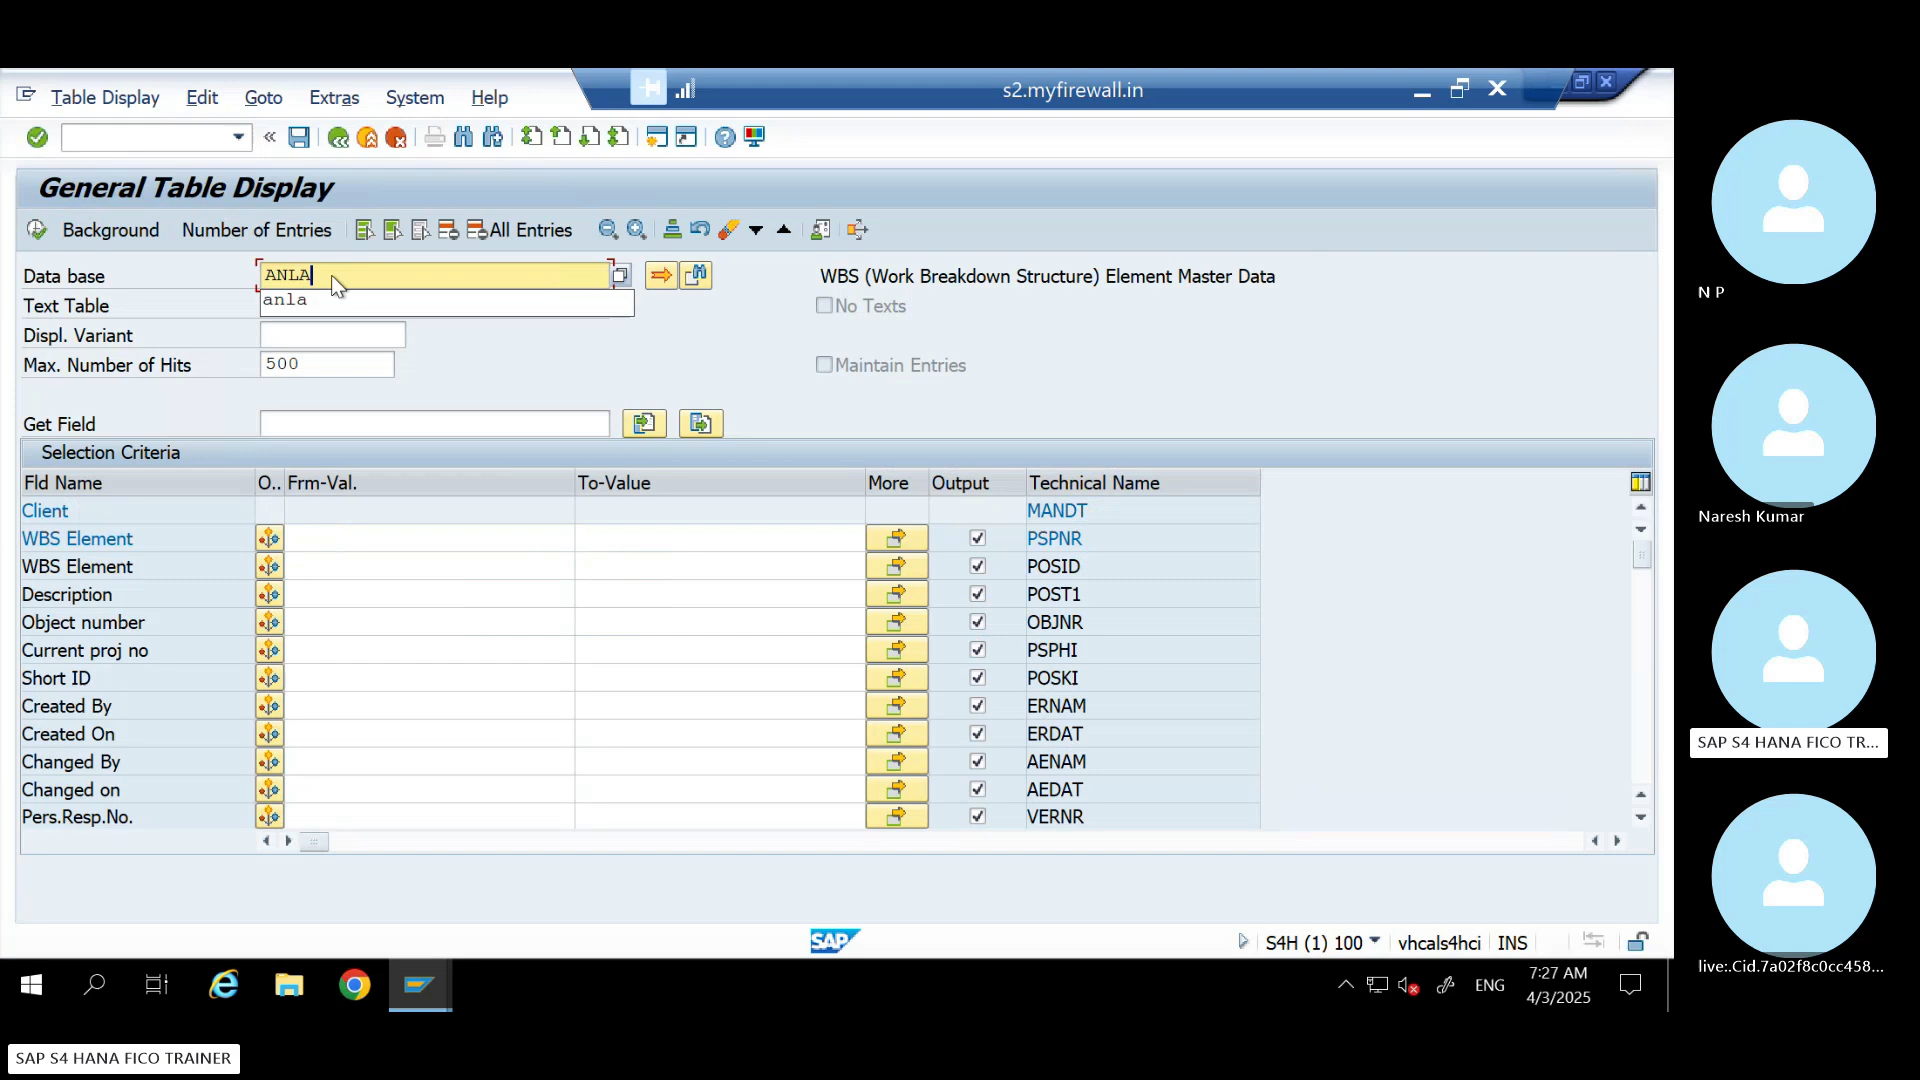 Table Display Edit Goto Extras System Help
s2.myfirewall.in
General Table Display
Background Number of Entries All Entries
Data base ANLA WBS (Work Breakdown Structure) Element Master Data
anla
Text Table No Texts
Displ. Variant
Max. Number of Hits 500 Maintain Entries
Get Field
Selection Criteria
Fld Name O.. Frm-Val. To-Value More Output Technical Name
Client MANDT
WBS Element PSPNR
WBS Element POSID
Description POST1
Object number OBJNR
Current proj no PSPHI
Short ID POSKI
Created By ERNAM
Created On ERDAT
Changed By AENAM
Changed on AEDAT
Pers.Resp.No. VERNR
SAP S4H (1) 100 vhcals4hci INS
ENG 7:27 AM
4/3/2025
N P
Naresh Kumar
SAP S4 HANA FICO TR...
live:.Cid.7a02f8c0cc458...
SAP S4 HANA FICO TRAINER